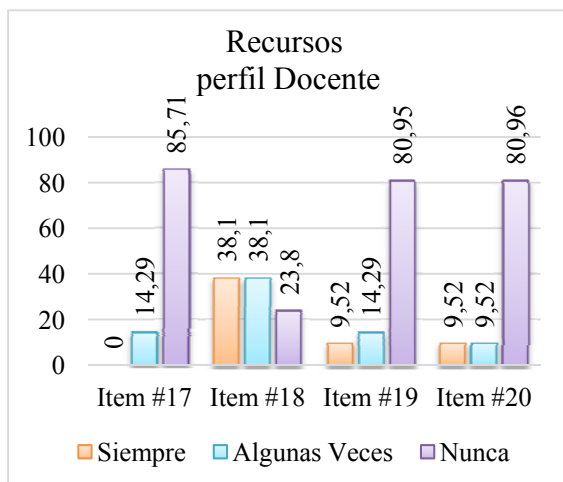 Recursos
perfil Docente
100
80
60
40
20
0
0
14,29
85,71
38,1
38,1
23,8
9,52
14,29
80,95
9,52
9,52
80,96
Item #17
Item #18
Item #19
Item #20
Siempre
Algunas Veces
Nunca